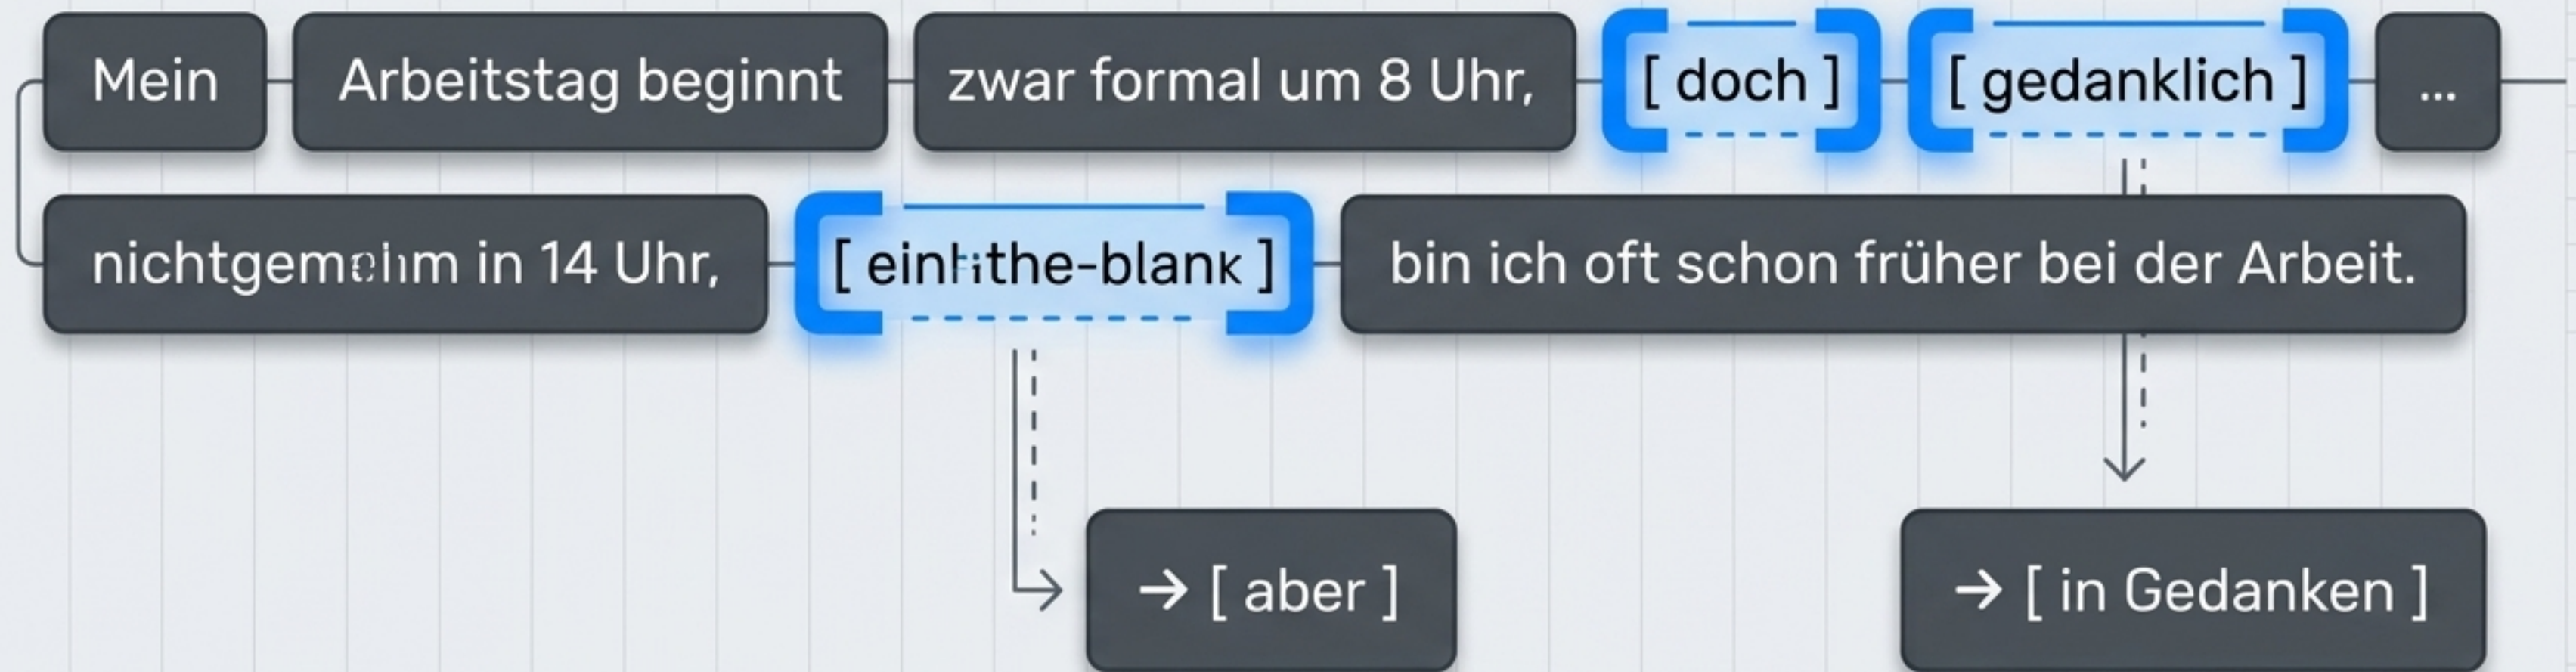 Mein Arbeitstag beginnt zwar formal um 8 Uhr, [ doch ] [ gedanklich ] ...
in 14 Uhr, bin ich oft schon früher bei der Arbeit.
→ [ aber ] → [ in Gedanken ]